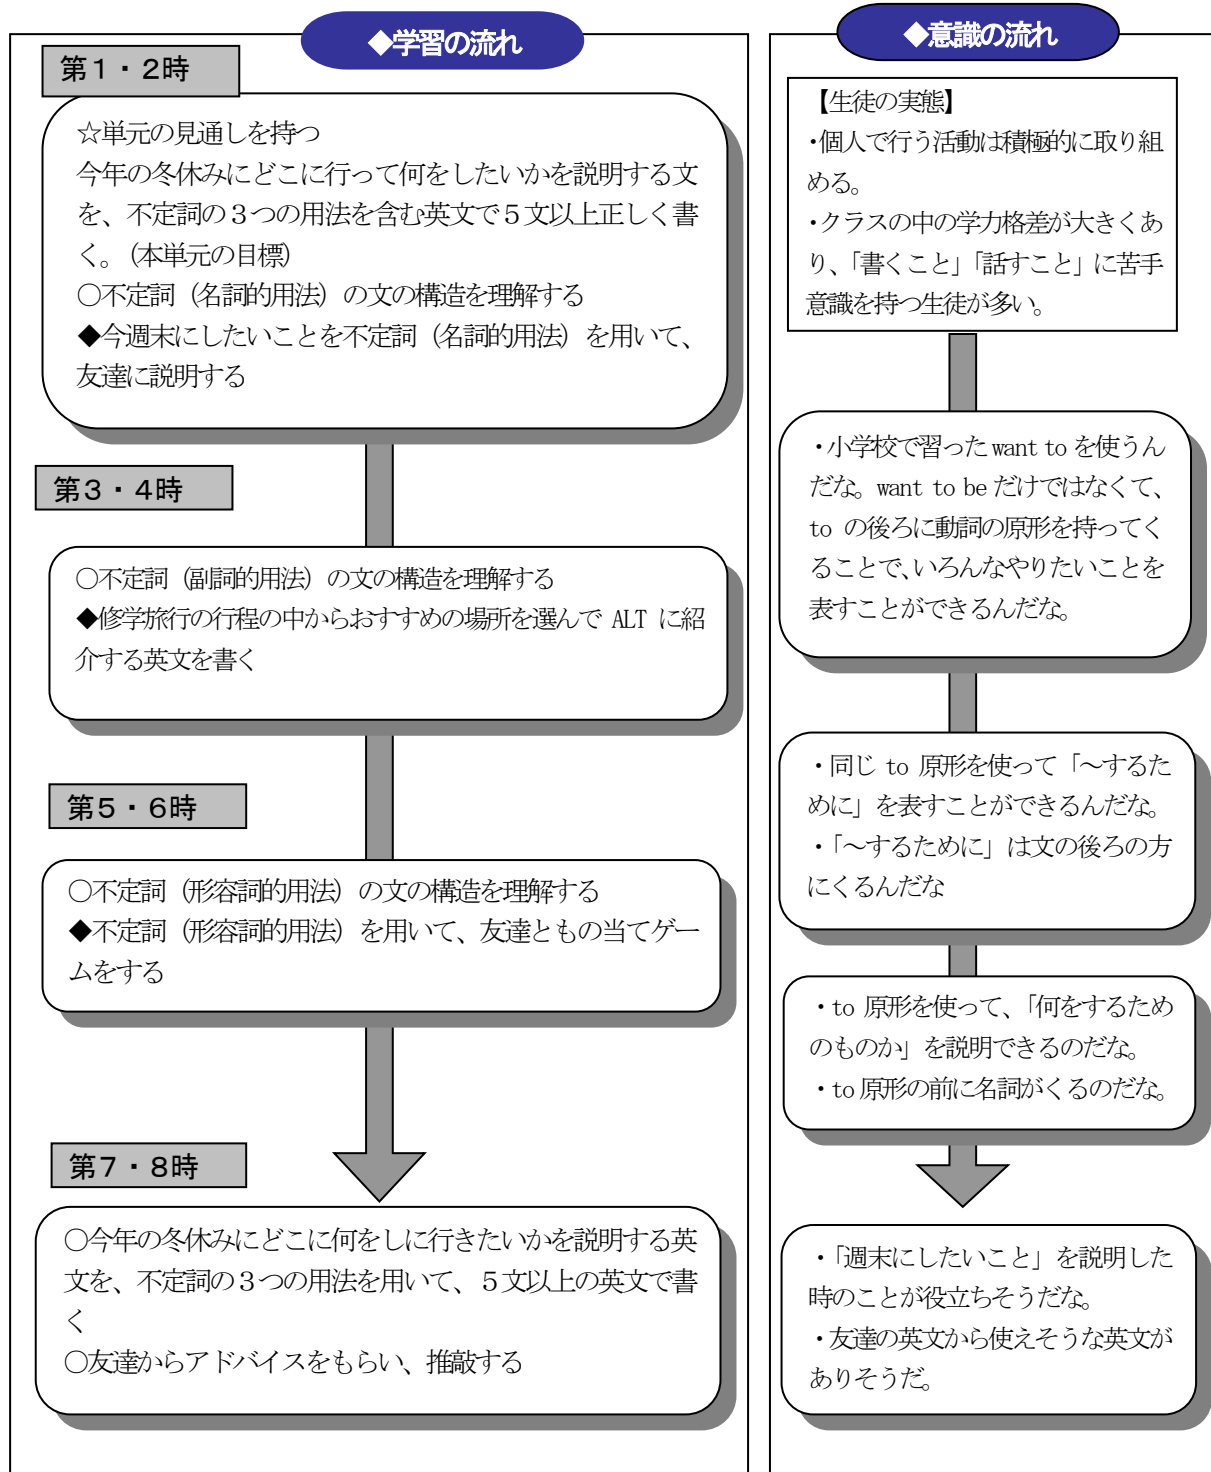 ◆学習の流れ
第1・2時
☆単元の見通しを持つ
今年の冬休みにどこに行って何をしたいかを説明する文
を、不定詞の3つの用法を含む英文で5文以上正しく書
く。(本単元の目標)
○不定詞（名詞的用法）の文の構造を理解する
◆今週末にしたいことを不定詞（名詞的用法）を用いて、
友達に説明する
第3・4時
○不定詞（副詞的用法）の文の構造を理解する
◆修学旅行の行程の中からおすすめの場所を選んで ALT に紹
介する英文を書く
第5・6時
○不定詞（形容詞的用法）の文の構造を理解する
◆不定詞（形容詞的用法）を用いて、友達ともの当てゲー
ムをする
第7・8時
○今年の冬休みにどこに何をしに行きたいかを説明する英
文を、不定詞の3つの用法を用いて、5文以上の英文で書
く
○友達からアドバイスをもらい、推敲する
◆意識の流れ
【生徒の実態】
・個人で行う活動は積極的に取り組
める。
・クラスの中の学力格差が大きくあ
り、「書くこと」「話すこと」に苦手
意識を持つ生徒が多い。
・小学校で習った want to を使うん
だな。want to be だけではなくて、
to の後ろに動詞の原形を持ってく
ることで、いろんなやりたいことを
表すことができるんだな。
・同じ to 原形を使って「～するた
めに」を表すことができるんだな。
・「～するために」は文の後ろの方
にくるんだな
・to 原形を使って、「何をするため
のものか」を説明できるのだな。
・to 原形の前に名詞がくるのだな。
・「週末にしたいこと」を説明した
時のことが役立ちそうだな。
・友達の英文から使えそうな英文が
ありそうだ。